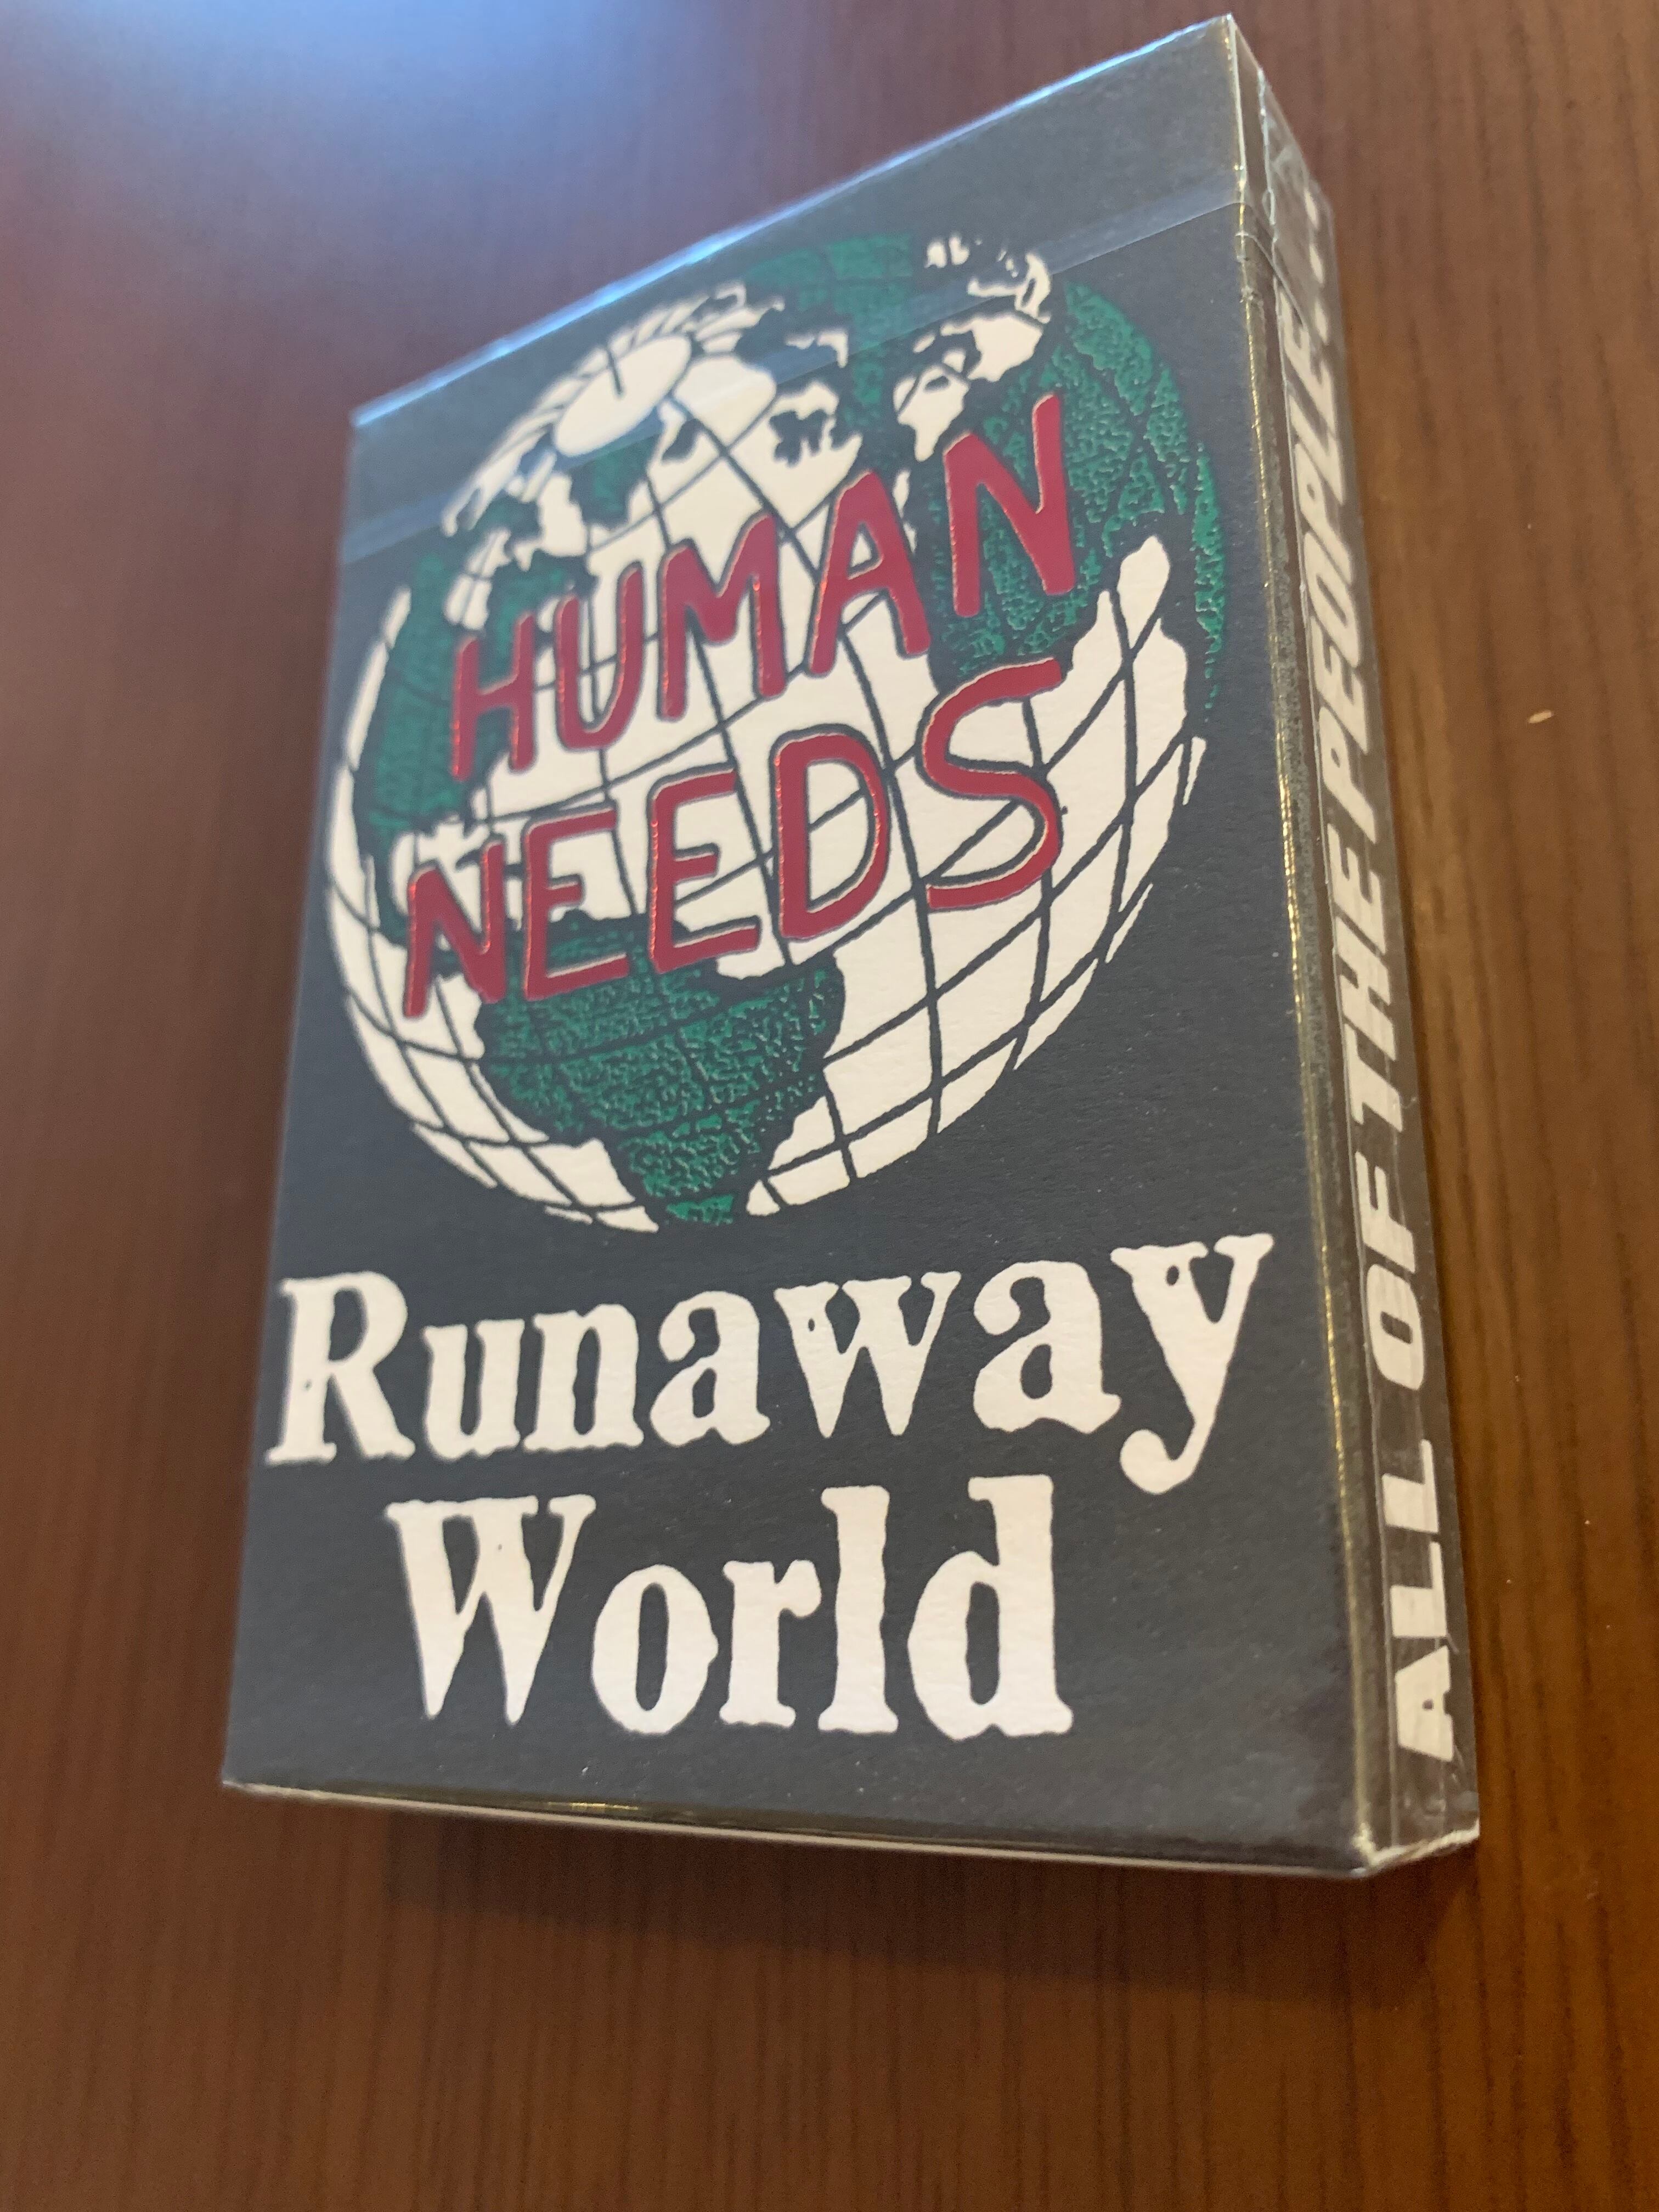 HUMAN
NEEDS
Runaway
World
ALL OF THE PEOPLE...